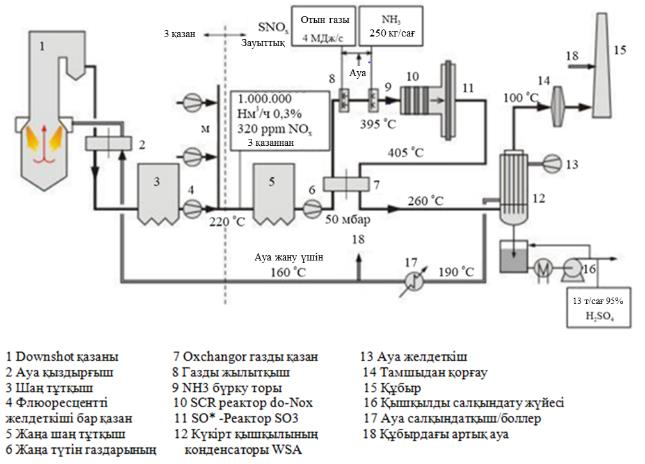 SNOₓ
Зауыттық
3 қазан
Отын газы
4 МДж/с
NH₃
250 кг/сағ
Ауа
1
2
3
4
5
6
7
8
9
10
11
12
13
14
15
16
17
18
18
м
1.000.000
Нм³/ч 0,3%
320 ppm NOₓ
3 қазаннан
395 °C
405 °C
100 °C
260 °C
220 °C
50 мбар
Ауа жану үшін
160 °C
190 °C
13 т/сағ 95%
H₂SO₄
1 Downshot қазаны
2 Ауа қыздырғыш
3 Шаң тұтқыш
4 Флюоресцентті
желдеткіші бар қазан
5 Жаңа шаң тұтқыш
6 Жаңа түтін газдарының
7 Oxchangor газды қазан
8 Газды жылытқыш
9 NH3 бүрку торы
10 SCR реактор do-Nox
11 SO* -Реактор SO3
12 Күкірт қышқылының
конденсаторы WSA
13 Ауа желдеткіш
14 Тамшыдан қорғау
15 Құбыр
16 Қышқылды салқындату жүйесі
17 Ауа салқындатқыш/боллер
18 Құбырдағы артық ауа